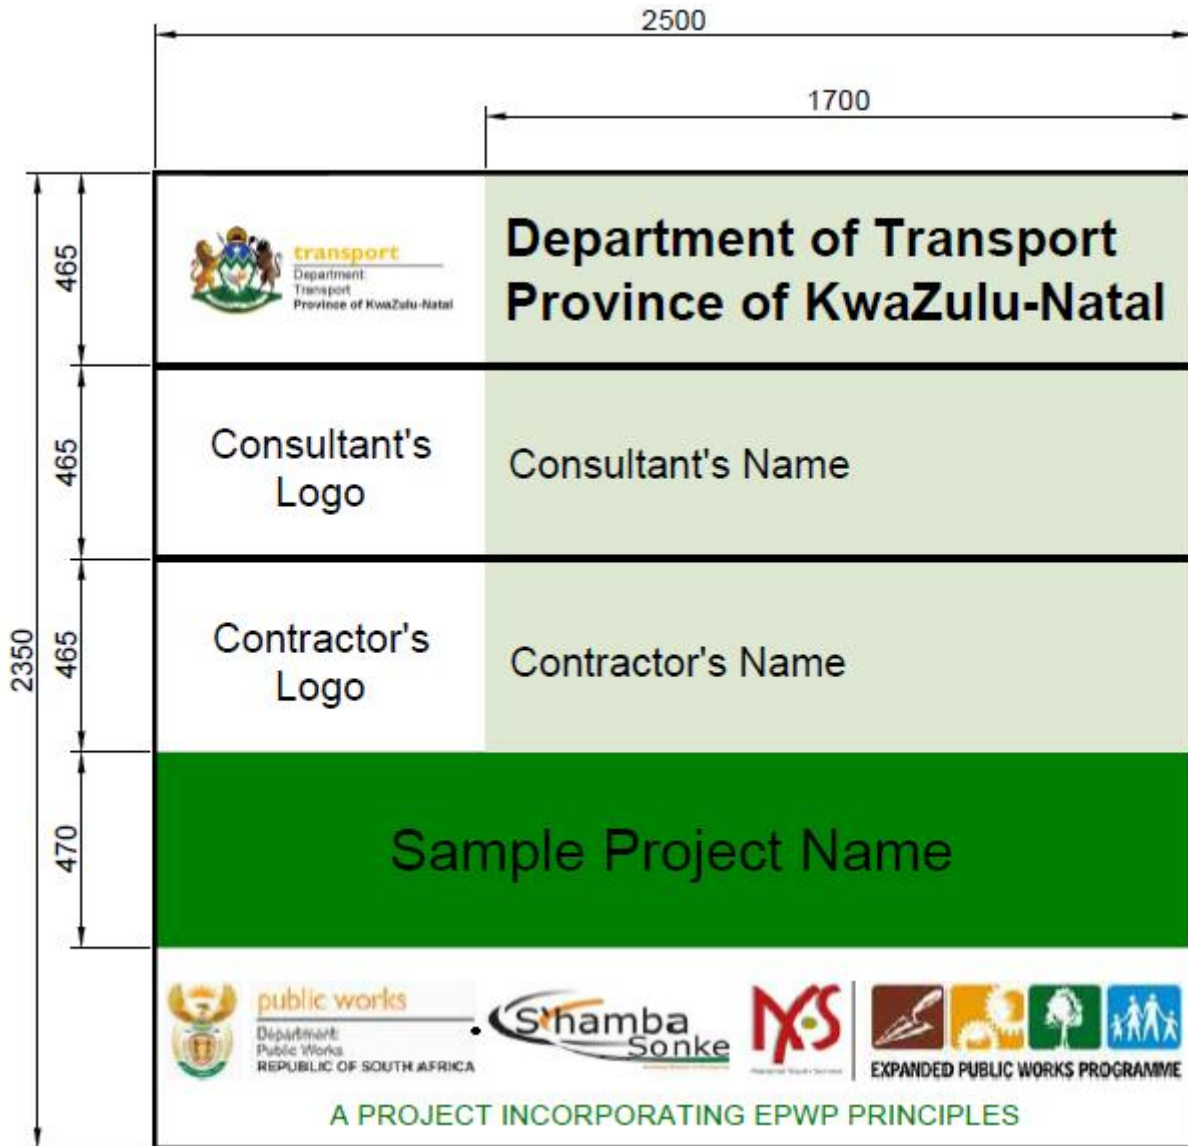 2500
1700
2350
465
transport
Department:
Transport
Province of KwaZulu-Natal
Department of Transport
Province of KwaZulu-Natal
465
Consultant's
Logo
Consultant's Name
465
Contractor's
Logo
Contractor's Name
470
Sample Project Name
public works
Department:
Public Works
REPUBLIC OF SOUTH AFRICA
S'hamba
Sonke
NYS
EXPANDED PUBLIC WORKS PROGRAMME
A PROJECT INCORPORATING EPWP PRINCIPLES